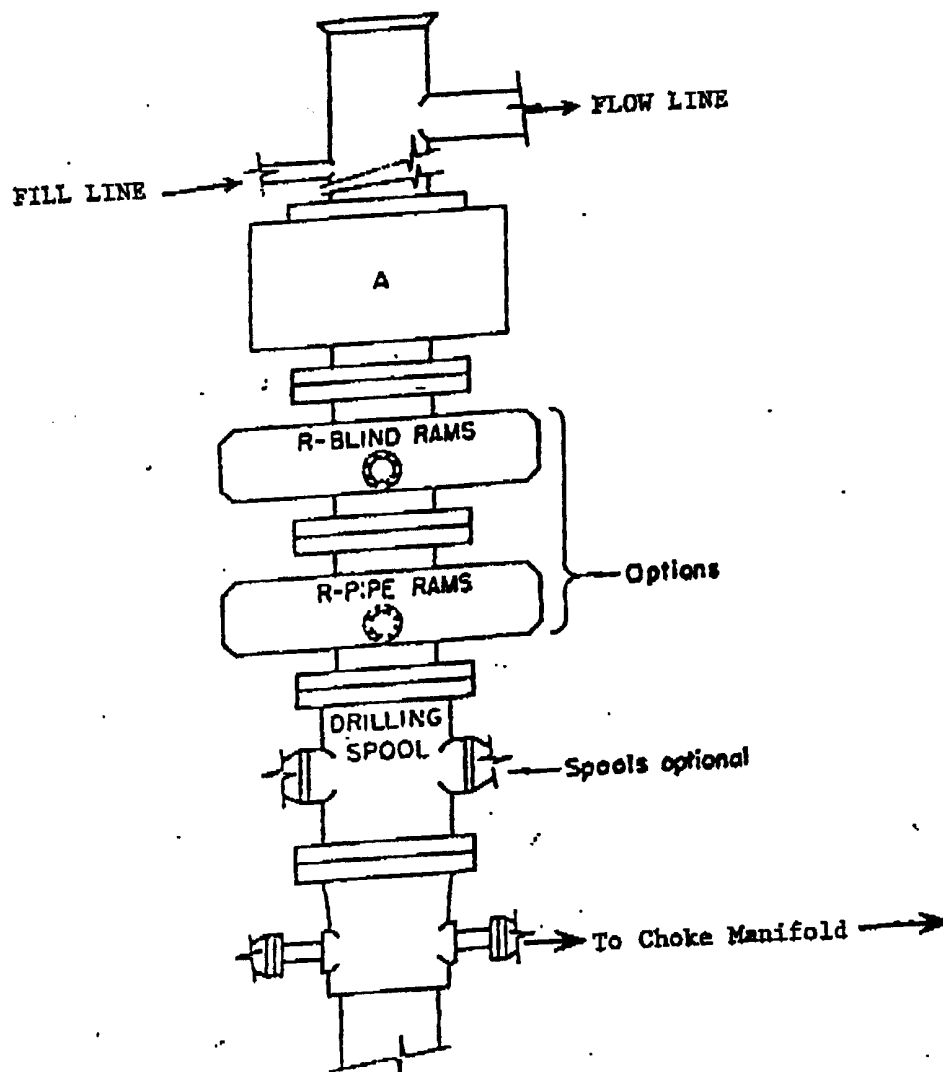 FLOW LINE
FILL LINE
A
R-BLIND RAMS
Options
R-PIPE RAMS
DRILLING
SPOOL
Spools optional
To Choke Manifold